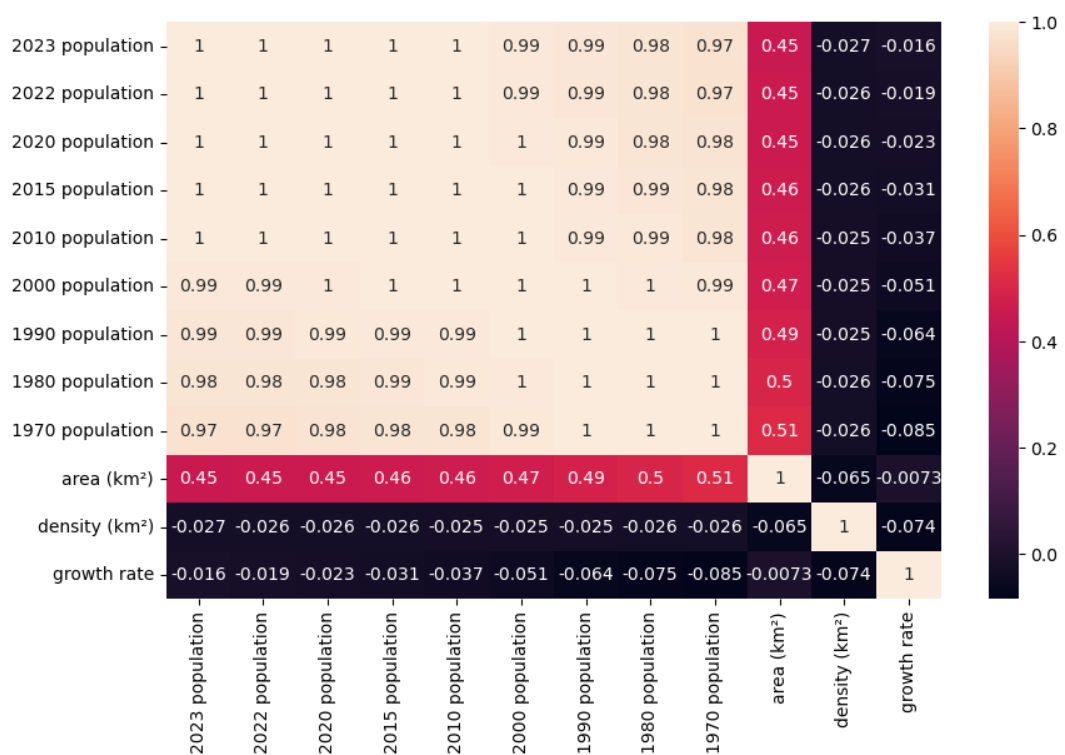 2023 population 1 1 1 1 1 0.99 0.99 0.98 0.97 0.45 -0.027 -0.016
2022 population 1 1 1 1 1 0.99 0.99 0.98 0.97 0.45 -0.026 -0.019
2020 population 1 1 1 1 1 1 0.99 0.98 0.98 0.45 -0.026 -0.023
2015 population 1 1 1 1 1 1 0.99 0.99 0.98 0.46 -0.026 -0.031
2010 population 1 1 1 1 1 1 0.99 0.99 0.98 0.46 -0.025 -0.037
2000 population 0.99 0.99 1 1 1 1 1 1 0.99 0.47 -0.025 -0.051
1990 population 0.99 0.99 0.99 0.99 0.99 1 1 1 1 0.49 -0.025 -0.064
1980 population 0.98 0.98 0.98 0.99 0.99 1 1 1 1 0.5 -0.026 -0.075
1970 population 0.97 0.97 0.98 0.98 0.98 0.99 1 1 1 0.51 -0.026 -0.085
area (km²) 0.45 0.45 0.45 0.46 0.46 0.47 0.49 0.5 0.51 1 -0.065 -0.0073
density (km²) -0.027 -0.026 -0.026 -0.026 -0.025 -0.025 -0.025 -0.026 -0.026 -0.065 1 -0.074
growth rate -0.016 -0.019 -0.023 -0.031 -0.037 -0.051 -0.064 -0.075 -0.085 -0.0073 -0.074 1
2023 population
2022 population
2020 population
2015 population
2010 population
2000 population
1990 population
1980 population
1970 population
area (km²)
density (km²)
growth rate
1.0
0.8
0.6
0.4
0.2
0.0